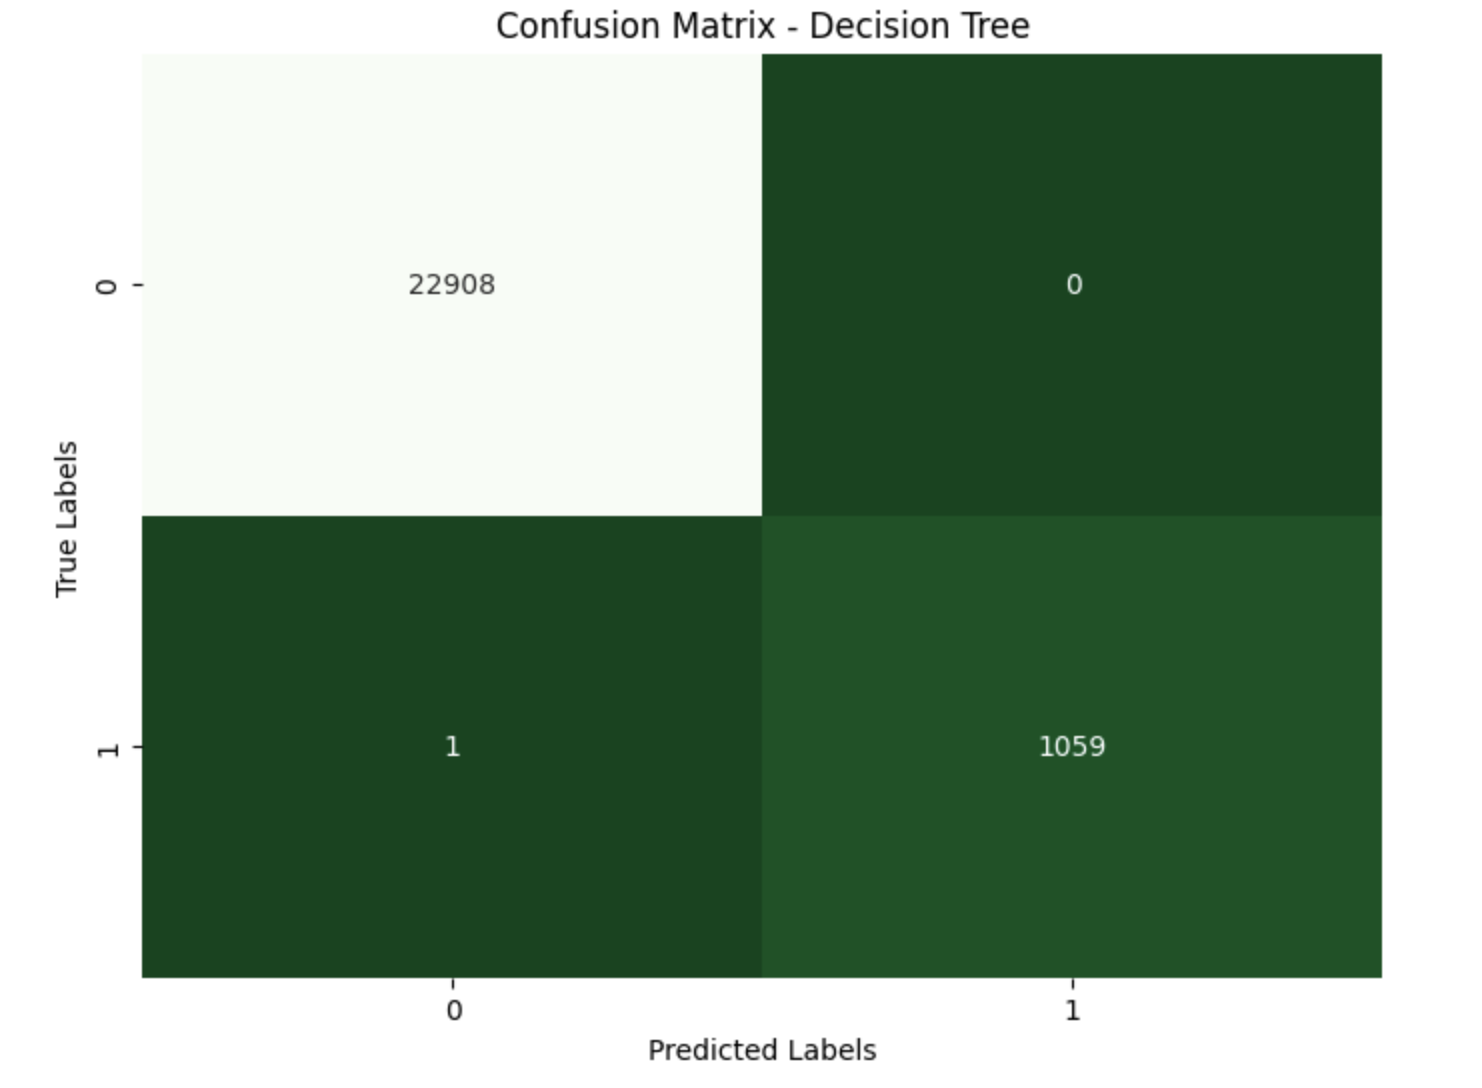 Confusion Matrix - Decision Tree
0
22908
0
True Labels
1
1
1059
0
1
Predicted Labels